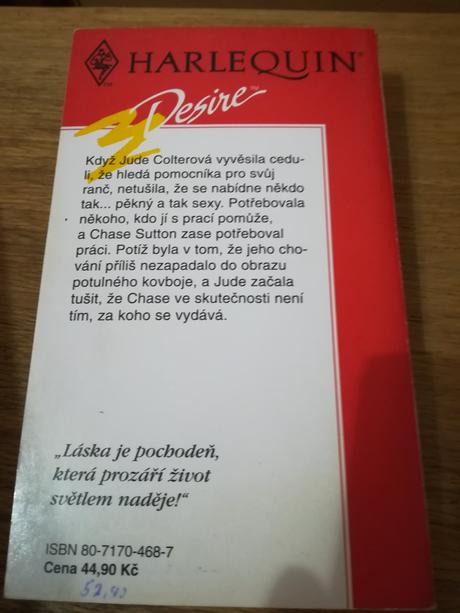 HARLEQUIN®
Desire™
Když Jude Colterová vyvěsila cedu-
li, že hledá pomocníka pro svůj
ranč, netušila, že se nabídne někdo
tak... pěkný a tak sexy. Potřebovala
někoho, kdo jí s prací pomůže,
a Chase Sutton zase potřeboval
práci. Potíž byla v tom, že jeho cho-
vání příliš nezapadalo do obrazu
potulného kovboje, a Jude začala
tušit, že Chase ve skutečnosti není
tím, za koho se vydává.
„Láska je pochodeň,
která prozáří život
světlem naděje!“
ISBN 80-7170-468-7
Cena 44,90 Kč